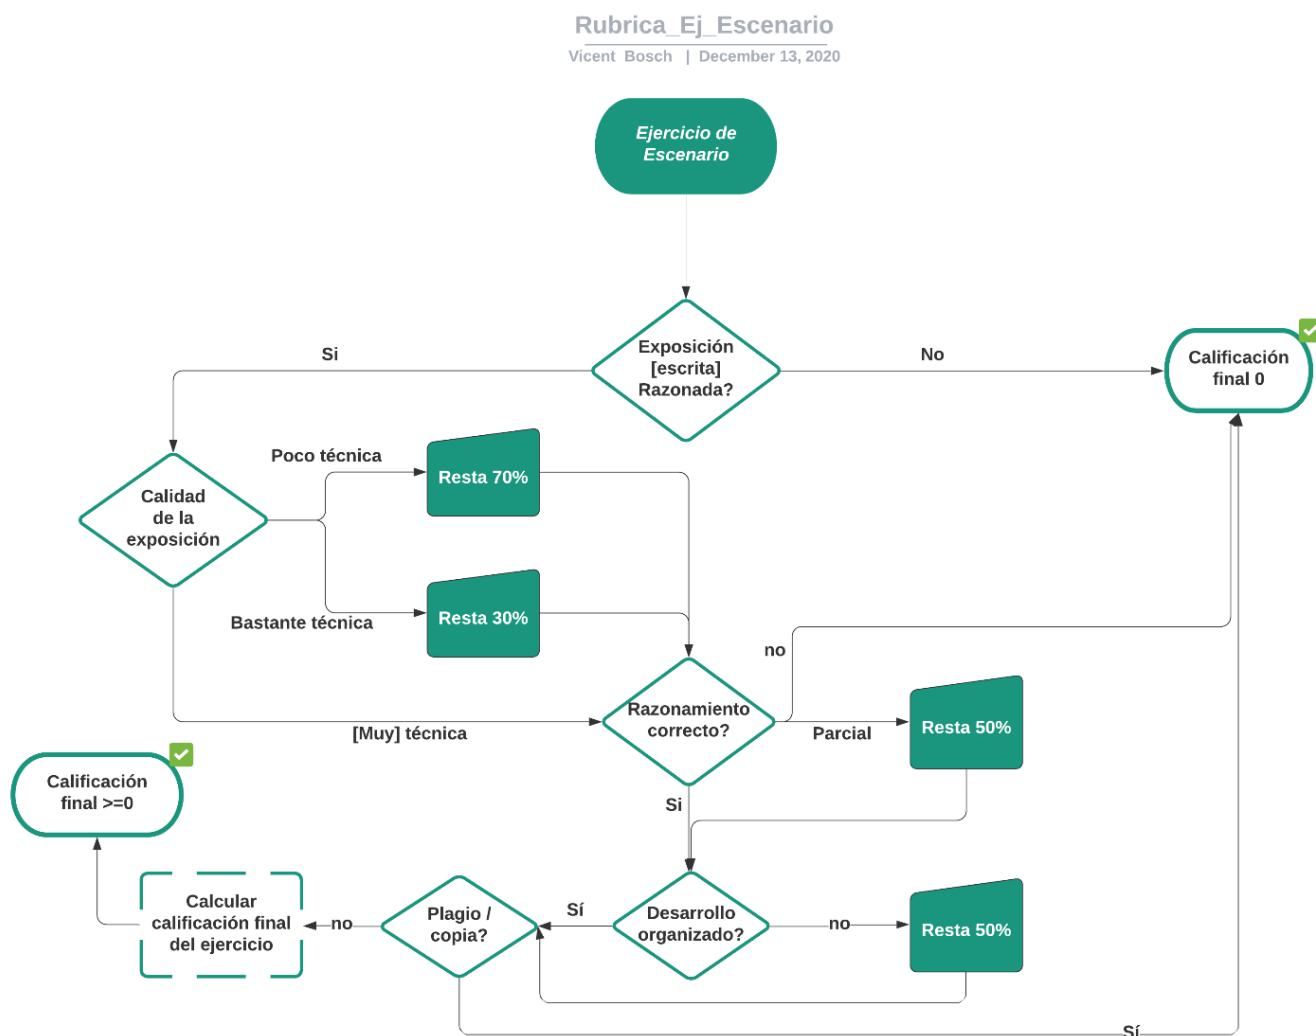 Rubrica_Ej_Escenario
Vicent Bosch | December 13, 2020
Ejercicio de
Escenario
Exposición
[escrita]
Razonada?
Si
No
Calificación
final 0
Calidad
de la
exposición
Poco técnica
Resta 70%
Bastante técnica
Resta 30%
[Muy] técnica
Razonamiento
correcto?
no
Parcial
Resta 50%
Si
Calificación
final >=0
Calcular
calificación final
del ejercicio
no
Plagio /
copia?
Sí
Desarrollo
organizado?
no
Resta 50%
Sí